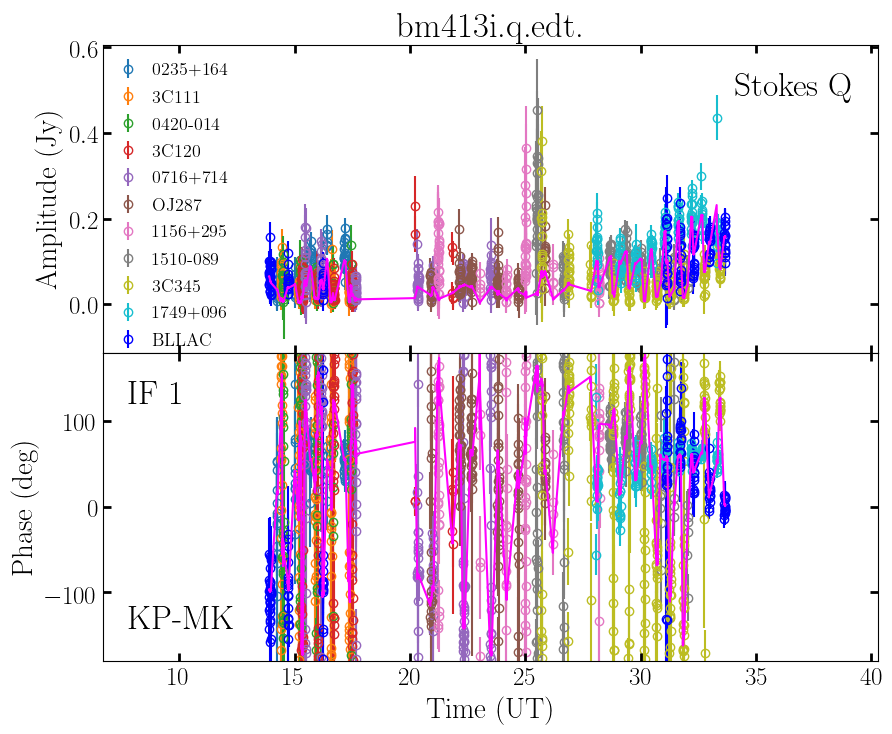 bm413i.q.edt.
Stokes Q
Amplitude (Jy)
0.6
0.4
0.2
0.0
0235+164
3C111
0420-014
3C120
0716+714
OJ287
1156+295
1510-089
3C345
1749+096
BLLAC
IF 1
KP-MK
Phase (deg)
100
0
−100
10
15
20
25
30
35
40
Time (UT)